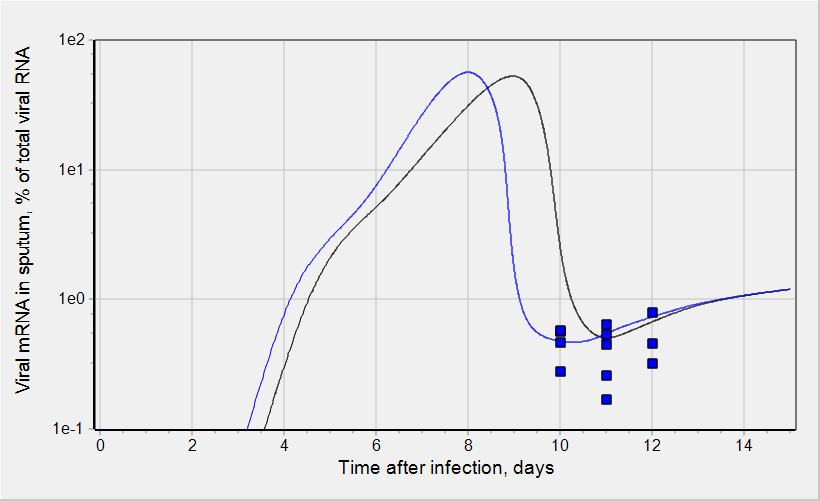 Viral mRNA in sputum, % of total viral RNA
1e2
1e1
1e0
1e-1
0 2 4 6 8 10 12 14
Time after infection, days